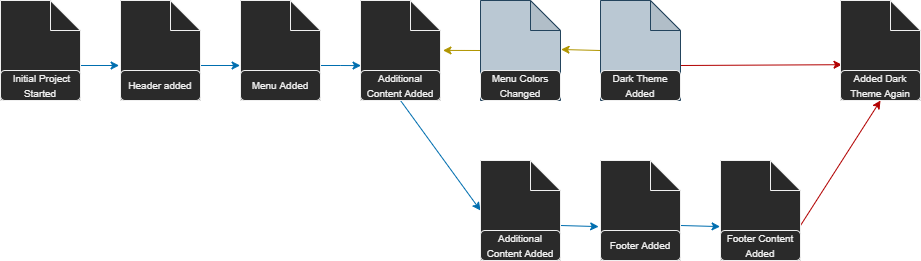 Initial Project
Started
Header added
Menu Added
Additional
Content Added
Menu Colors
Changed
Dark Theme
Added
Added Dark
Theme Again
Additional
Content Added
Footer Added
Footer Content
Added